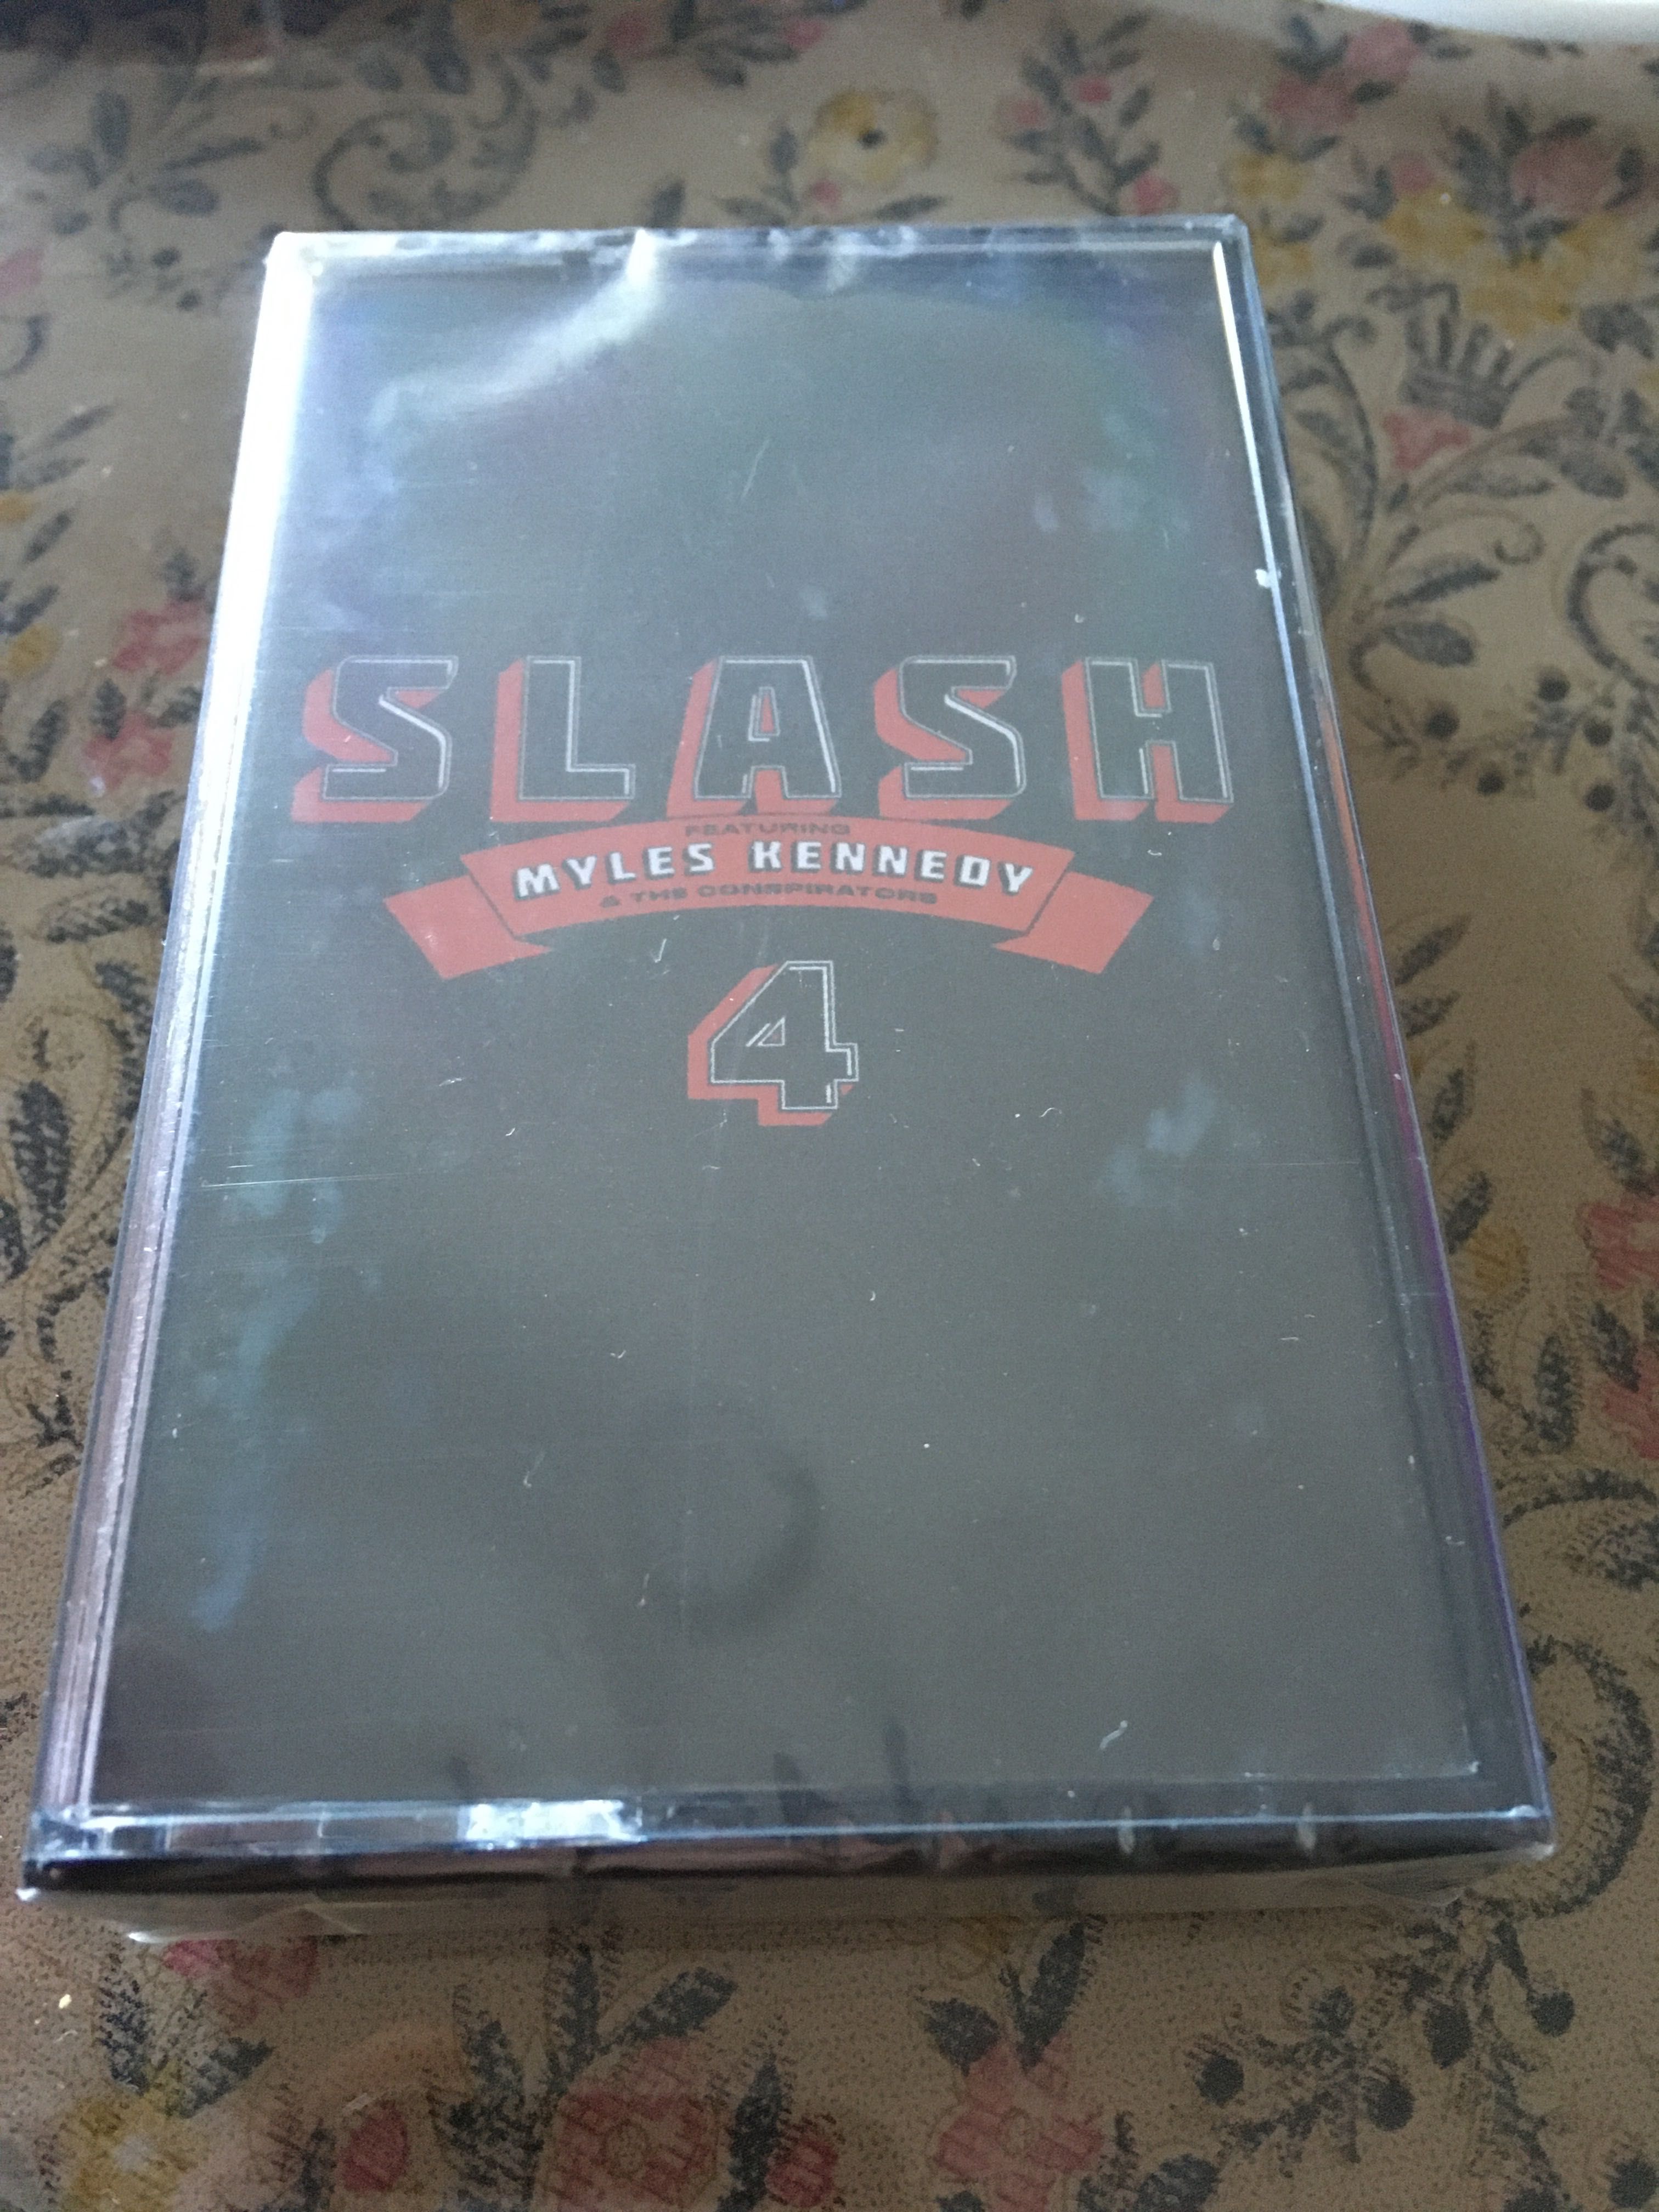 SLASH
FEATURING
MYLES KENNEDY
& THE CONSPIRATORS
4